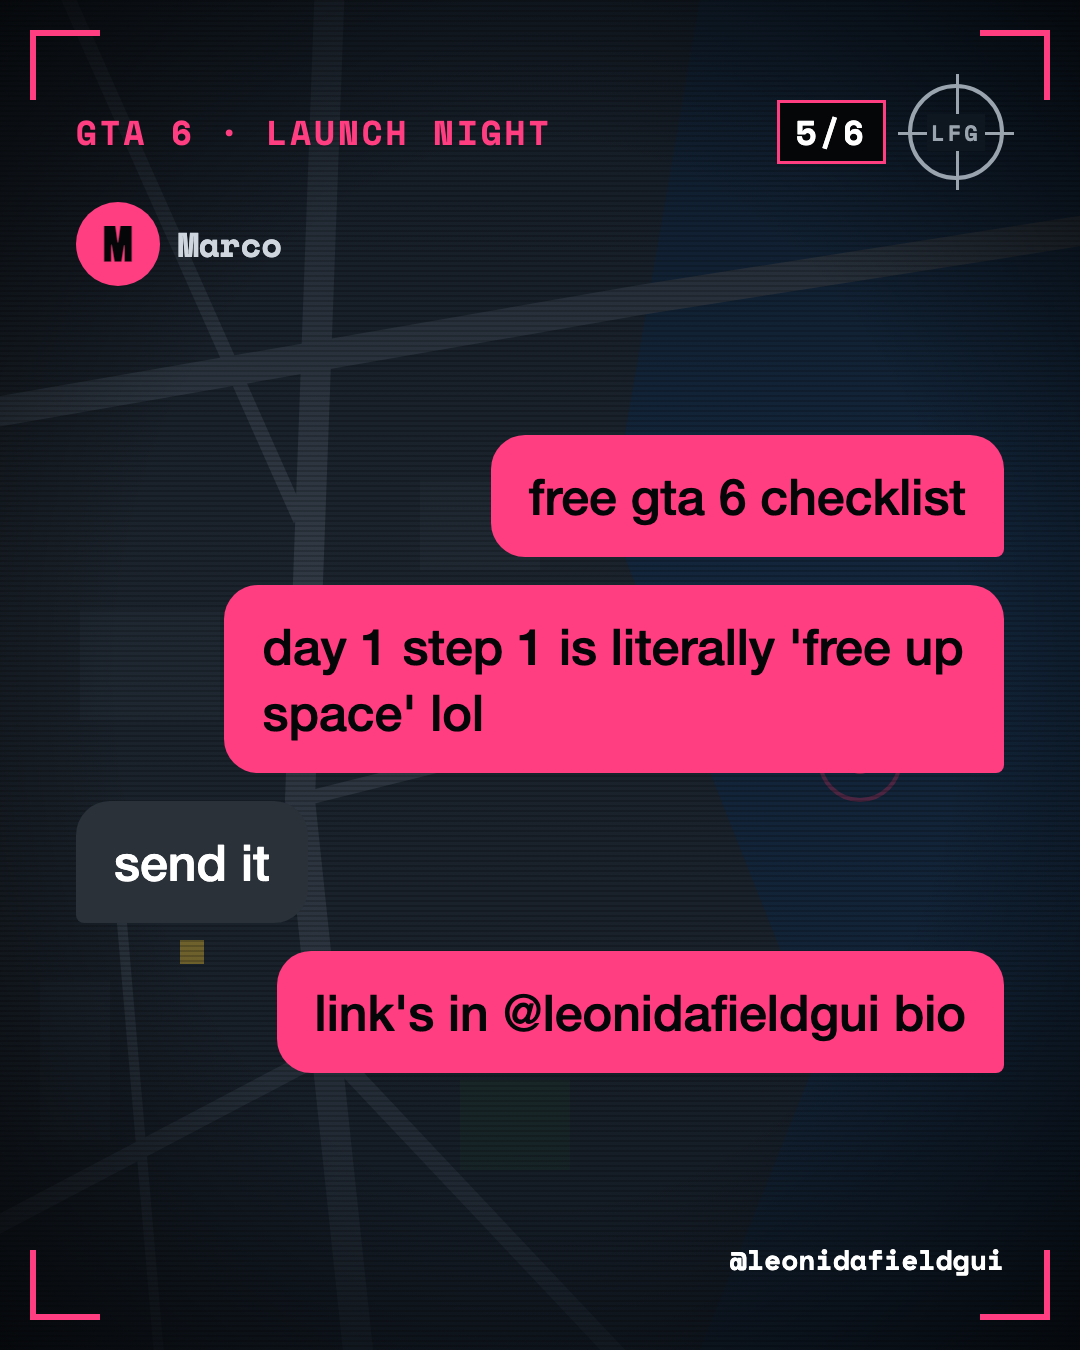 GTA 6 · LAUNCH NIGHT
5/6
LFG
M
Marco
free gta 6 checklist
day 1 step 1 is literally 'free up
space' lol
send it
link's in @leonidafieldgui bio
@leonidafieldgui